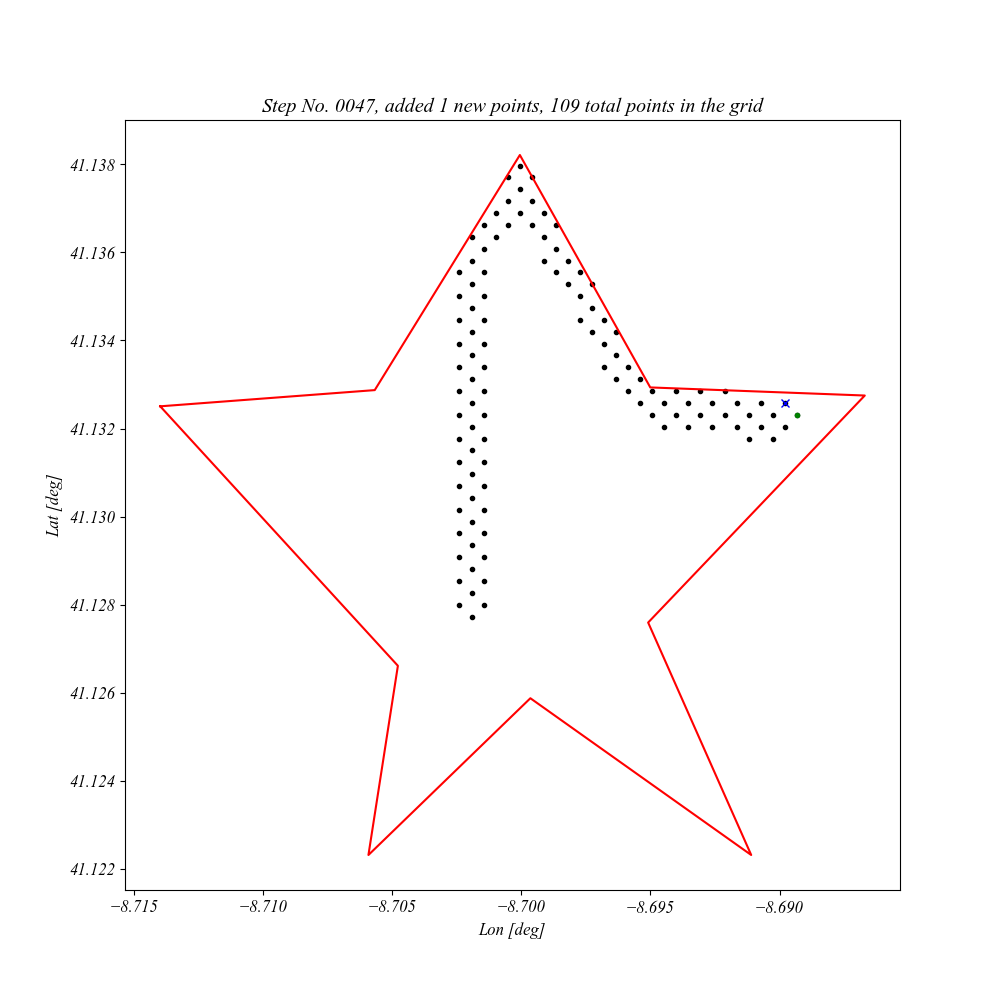 Step No. 0047, added 1 new points, 109 total points in the grid
41.138
41.136
41.134
41.132
41.130
41.128
41.126
41.124
41.122
Lat [deg]
−8.715 −8.710 −8.705 −8.700 −8.695 −8.690
Lon [deg]